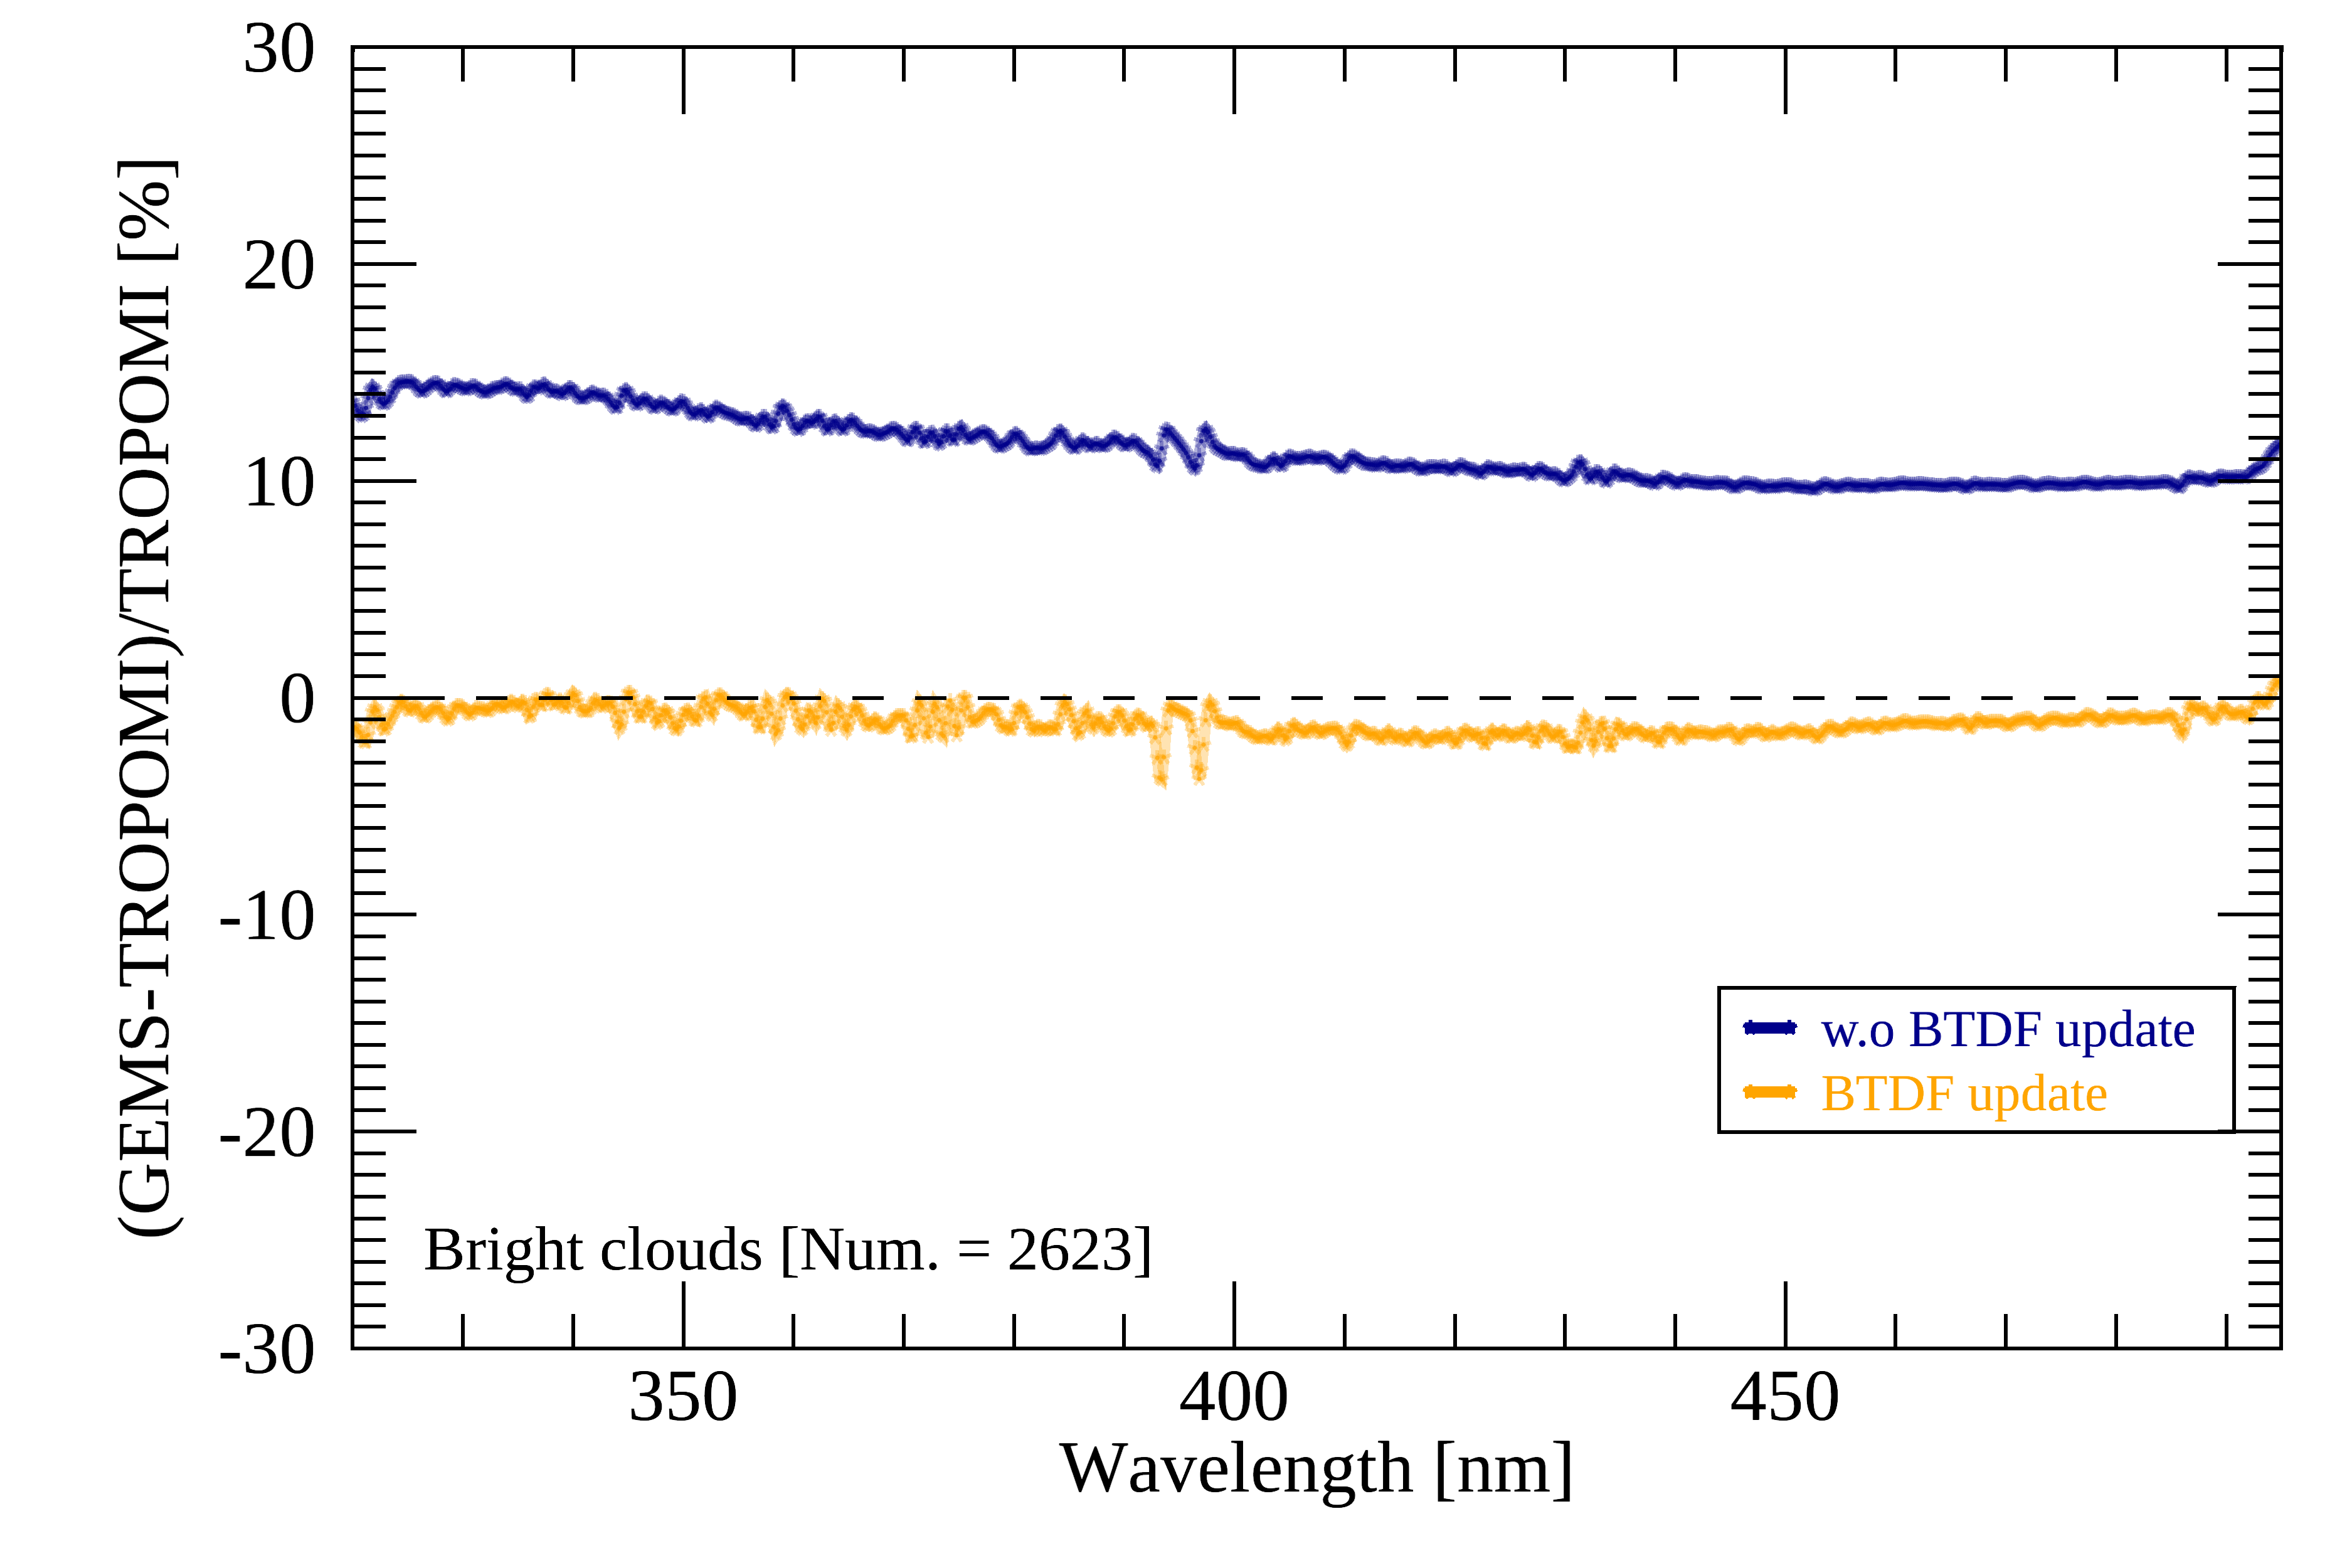 30
20
10
0
-10
-20
-30
(GEMS-TROPOMI)/TROPOMI [%]
w.o BTDF update
BTDF update
Bright clouds [Num. = 2623]
350 400 450
Wavelength [nm]